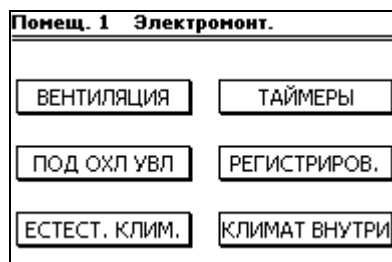 Помещ. 1 Электромонт.
ВЕНТИЛЯЦИЯ ТАЙМЕРЫ
ПОД ОХЛ УВЛ РЕГИСТРИРОВ.
ЕСТЕСТ. КЛИМ. КЛИМАТ ВНУТРИ